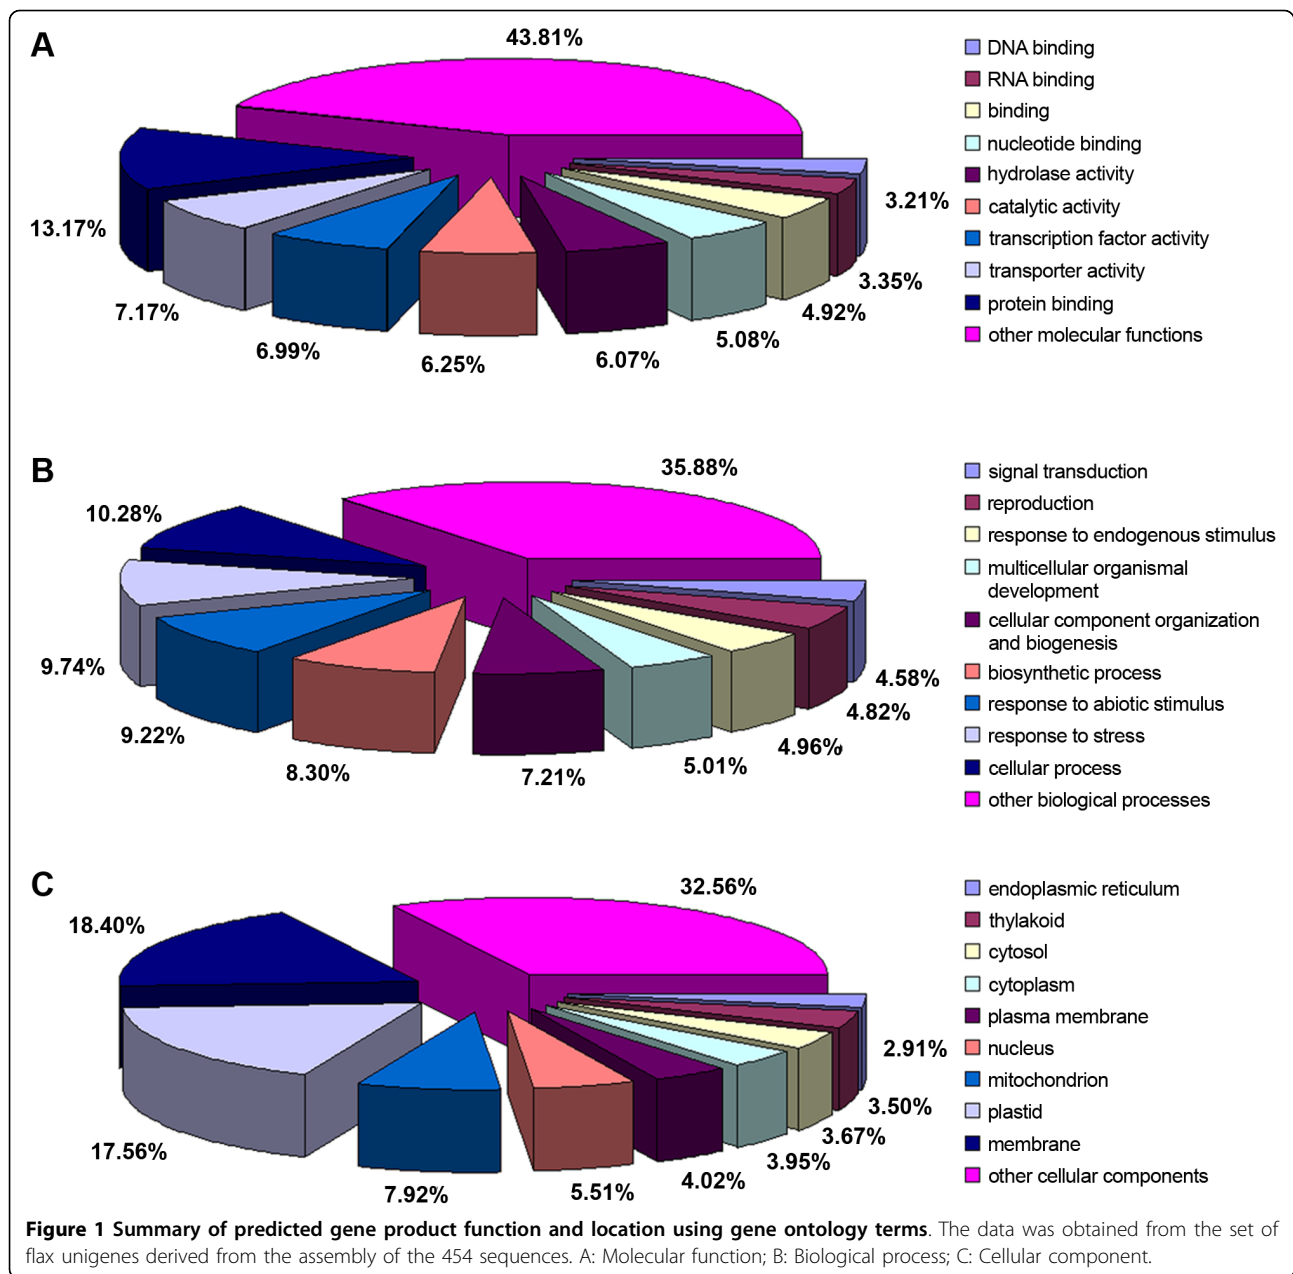 A
43.81%
13.17%
7.17%
6.99%
6.25%
6.07%
5.08%
4.92%
3.35%
3.21%
DNA binding
RNA binding
binding
nucleotide binding
hydrolase activity
catalytic activity
transcription factor activity
transporter activity
protein binding
other molecular functions
B
35.88%
10.28%
9.74%
9.22%
8.30%
7.21%
5.01%
4.96%
4.82%
4.58%
signal transduction
reproduction
response to endogenous stimulus
multicellular organismal
development
cellular component organization
and biogenesis
biosynthetic process
response to abiotic stimulus
response to stress
cellular process
other biological processes
C
32.56%
18.40%
17.56%
7.92%
5.51%
4.02%
3.95%
3.67%
3.50%
2.91%
endoplasmic reticulum
thylakoid
cytosol
cytoplasm
plasma membrane
nucleus
mitochondrion
plastid
membrane
other cellular components
Figure 1 Summary of predicted gene product function and location using gene ontology terms. The data was obtained from the set of
flax unigenes derived from the assembly of the 454 sequences. A: Molecular function; B: Biological process; C: Cellular component.